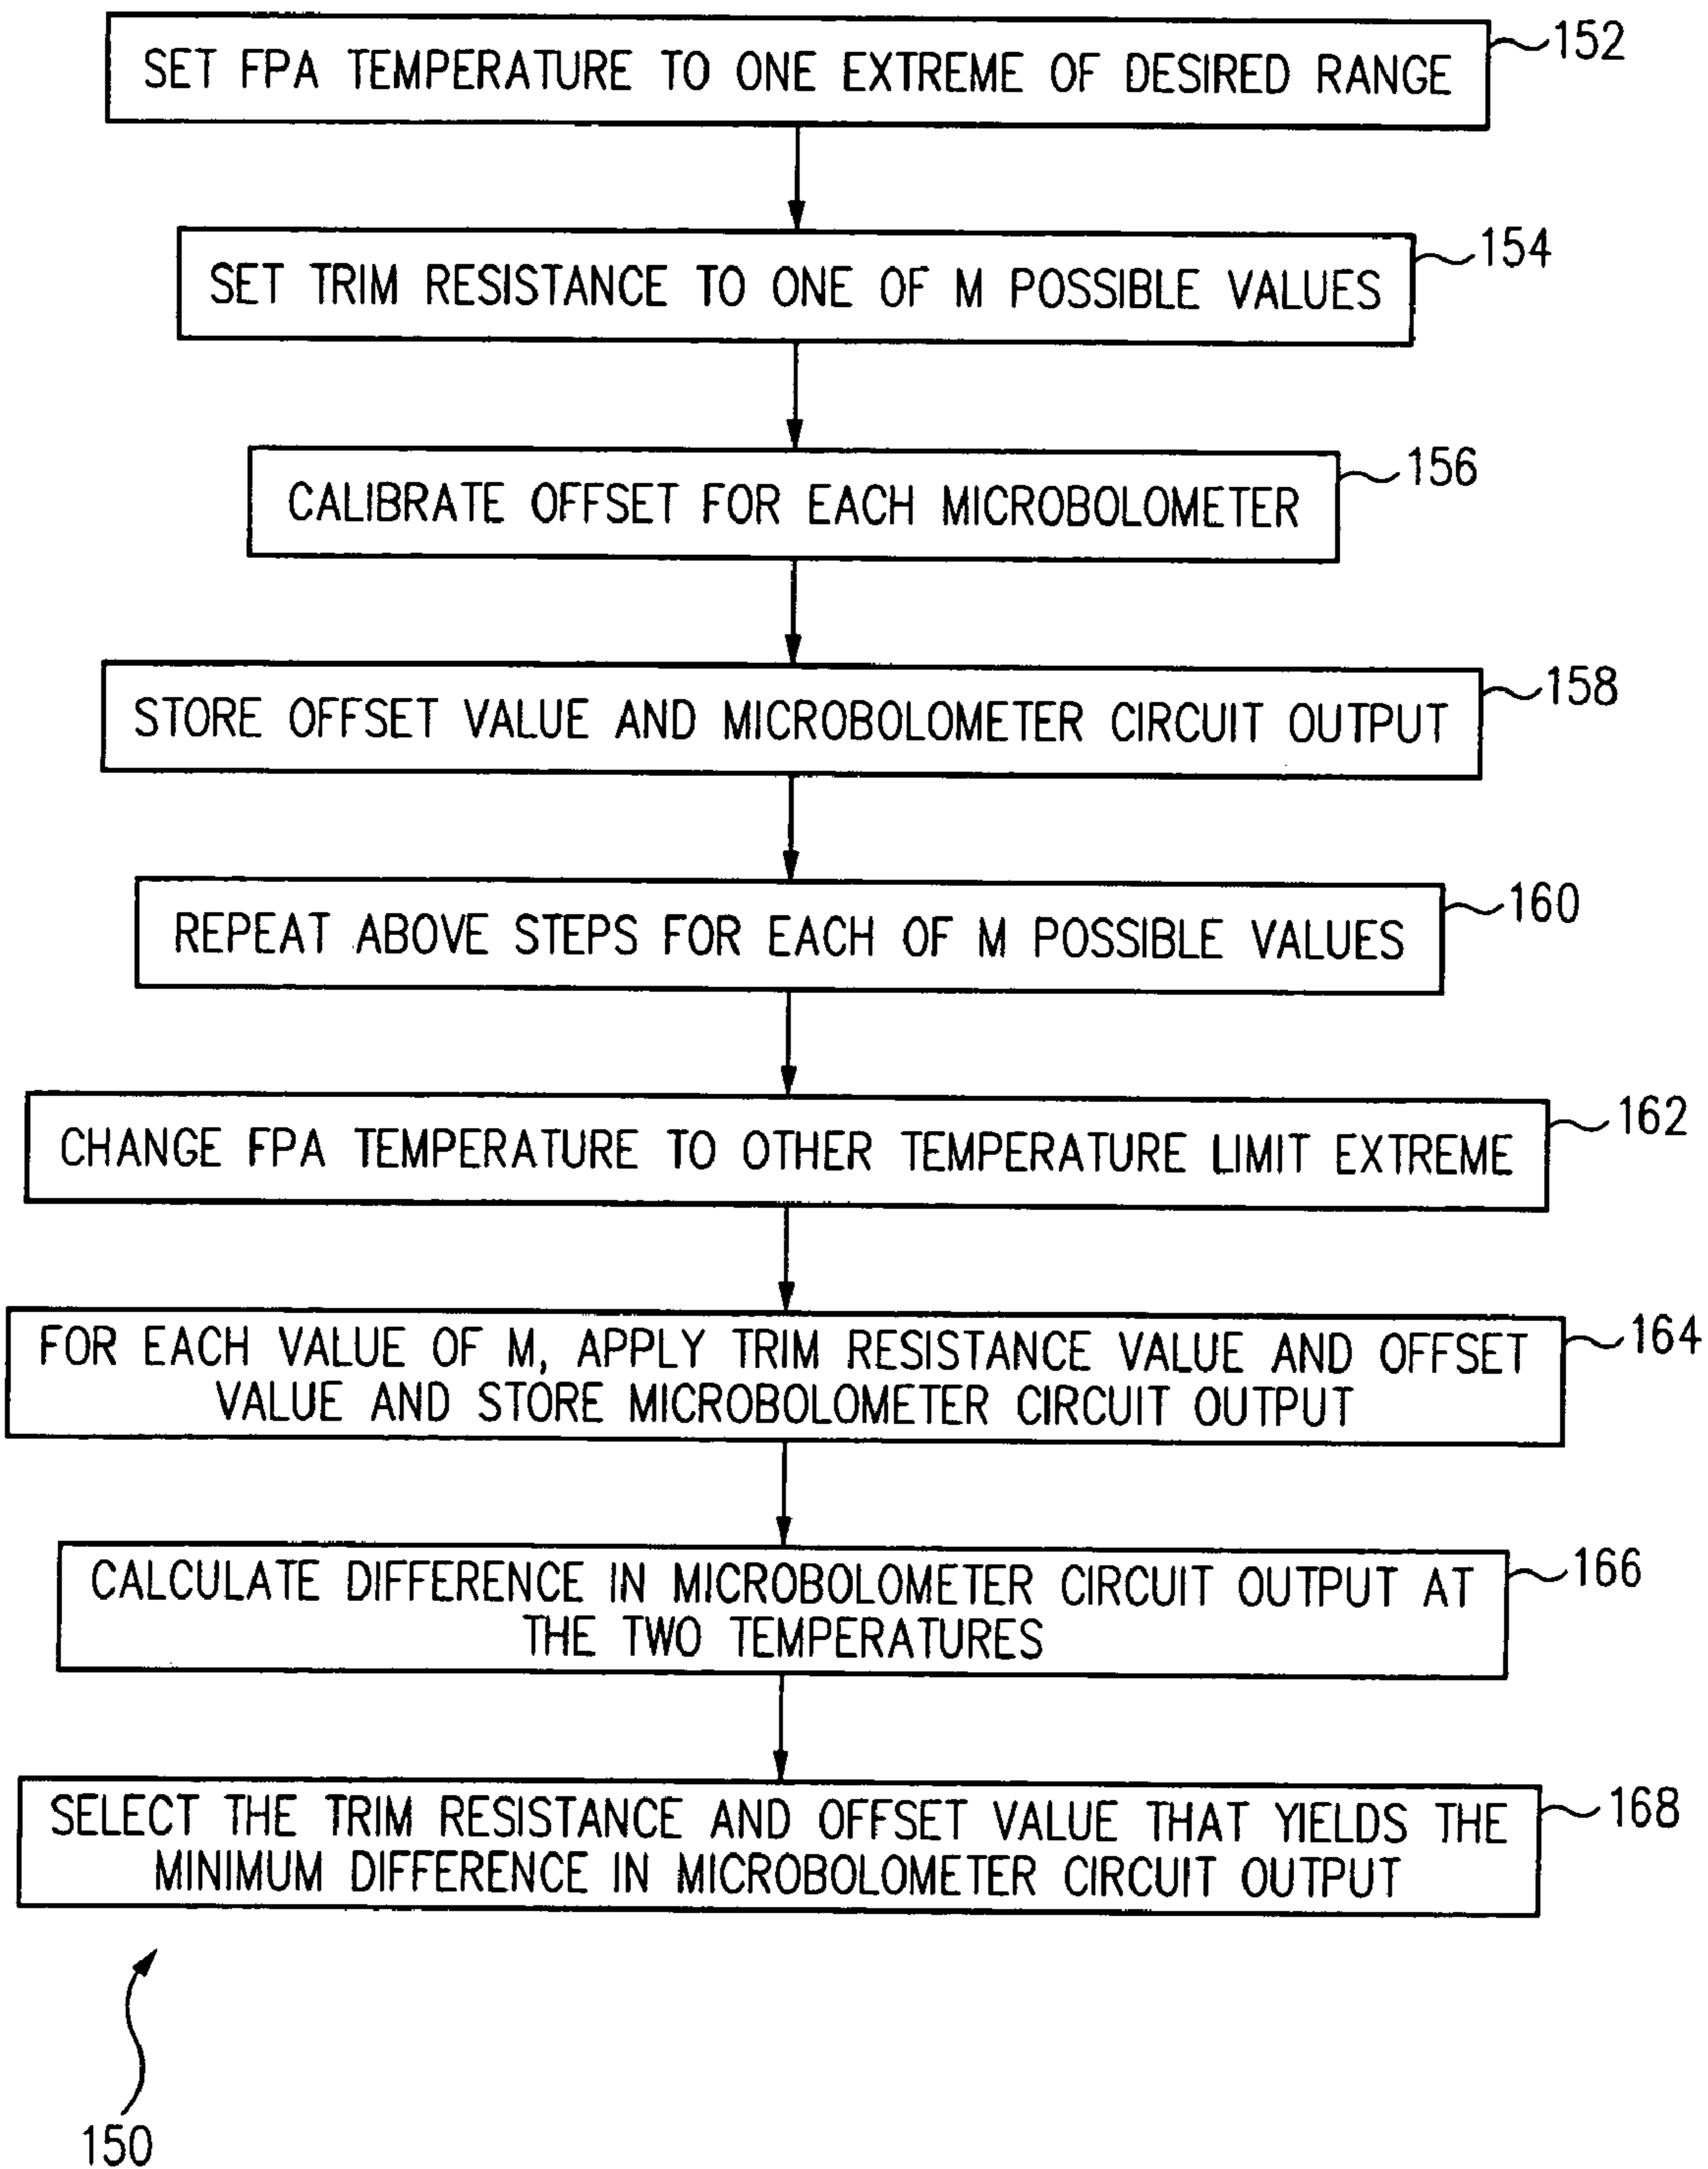 SET FPA TEMPERATURE TO ONE EXTREME OF DESIRED RANGE
152
SET TRIM RESISTANCE TO ONE OF M POSSIBLE VALUES
154
CALIBRATE OFFSET FOR EACH MICROBOLOMETER
156
STORE OFFSET VALUE AND MICROBOLOMETER CIRCUIT OUTPUT
158
REPEAT ABOVE STEPS FOR EACH OF M POSSIBLE VALUES
160
CHANGE FPA TEMPERATURE TO OTHER TEMPERATURE LIMIT EXTREME
162
FOR EACH VALUE OF M, APPLY TRIM RESISTANCE VALUE AND OFFSET
VALUE AND STORE MICROBOLOMETER CIRCUIT OUTPUT
164
CALCULATE DIFFERENCE IN MICROBOLOMETER CIRCUIT OUTPUT AT
THE TWO TEMPERATURES
166
SELECT THE TRIM RESISTANCE AND OFFSET VALUE THAT YIELDS THE
MINIMUM DIFFERENCE IN MICROBOLOMETER CIRCUIT OUTPUT
168
150